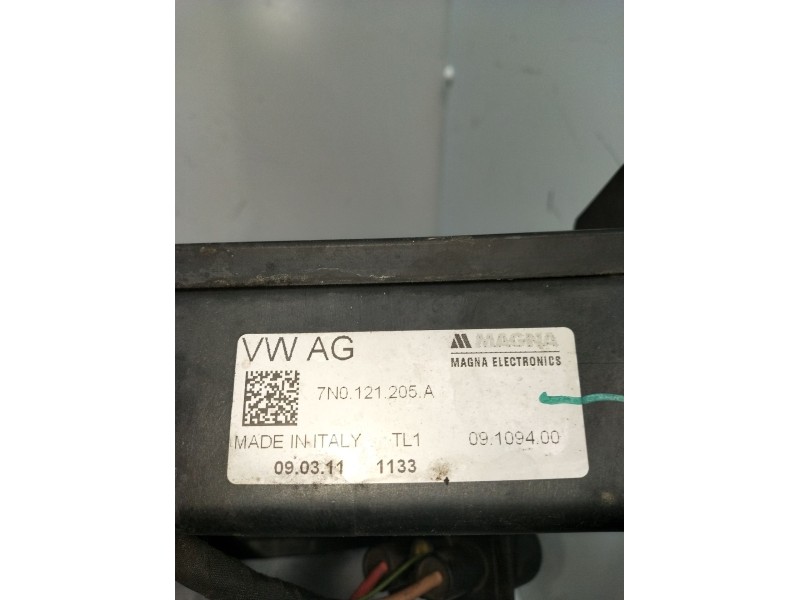 VW AG
MAGNA
MAGNA ELECTRONICS
7N0.121.205.A
MADE IN ITALY TL1 09.1094.00
09.03.11 1133